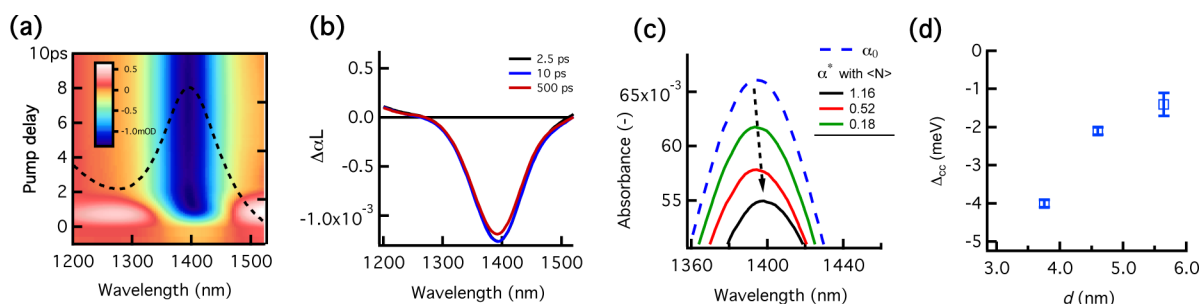 (a)
10ps
8
6
4
2
0
Pump delay
0.5
0
-0.5
-1.0mOD
1200 1300 1400 1500
Wavelength (nm)
(b)
2.5 ps
10 ps
500 ps
0.5
0.0
-0.5
-1.0x10⁻³
ΔαL
1200 1300 1400 1500
Wavelength (nm)
(c)
α₀
α* with <N>
1.16
0.52
0.18
65x10⁻³
60
55
Absorbance (-)
1360 1400 1440
Wavelength (nm)
(d)
0
-1
-2
-3
-4
-5
Δcc (meV)
3.0 4.0 5.0 6.0
d (nm)